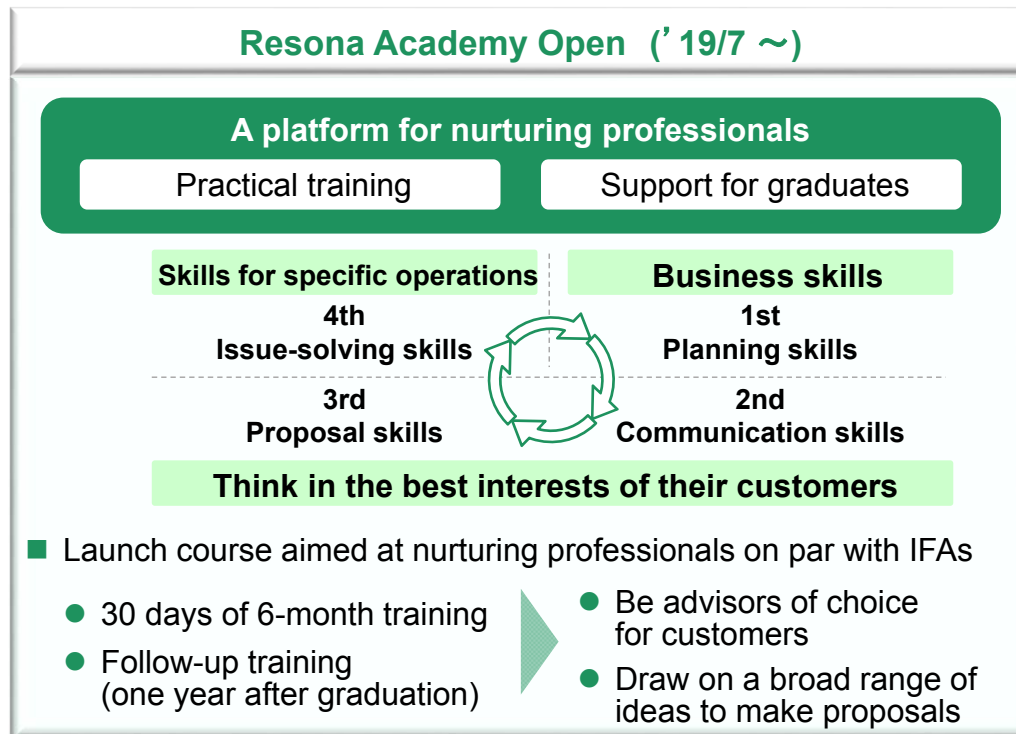 Resona Academy Open (’19/7 ～)
A platform for nurturing professionals
Practical training
Support for graduates
Skills for specific operations
Business skills
4th
Issue-solving skills
1st
Planning skills
3rd
Proposal skills
2nd
Communication skills
Think in the best interests of their customers
■ Launch course aimed at nurturing professionals on par with IFAs
● 30 days of 6-month training
● Follow-up training
(one year after graduation)
● Be advisors of choice
for customers
● Draw on a broad range of
ideas to make proposals